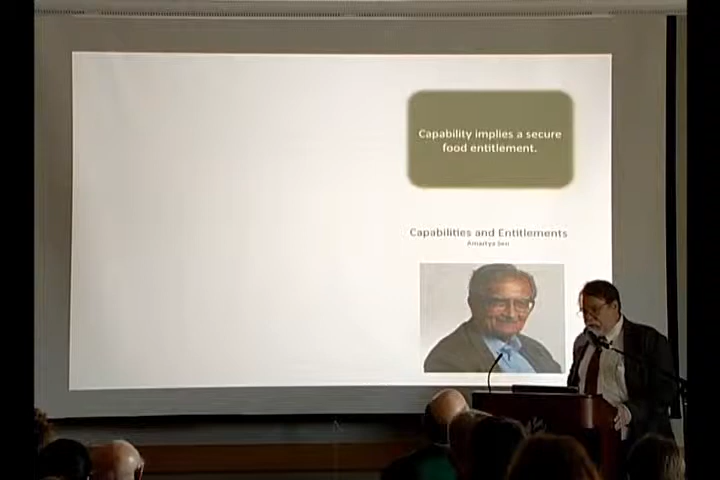 Capability implies a secure
food entitlement.
Capabilities and Entitlements
Amartya Sen